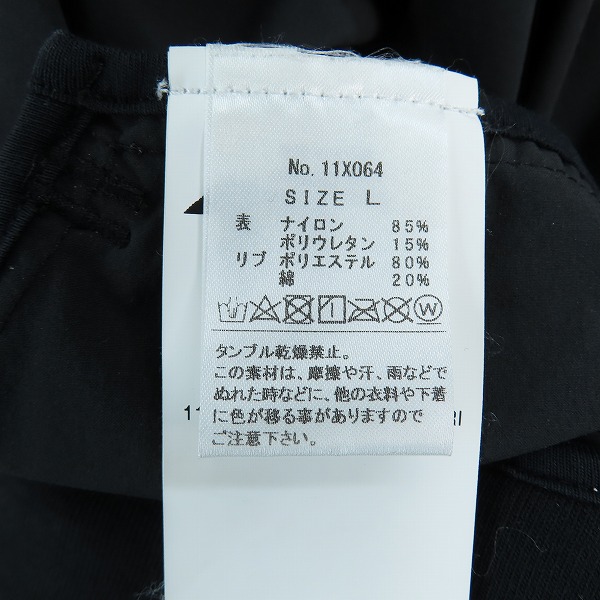 No. 11X064
SIZE L
表 ナイロン 85%
ポリウレタン 15%
リブ ポリエステル 80%
綿 20%
W
タンブル乾燥禁止。
この素材は、摩擦や汗、雨などで
ぬれた時などに、他の衣料や下着
に色が移る事がありますので
ご注意下さい。
11